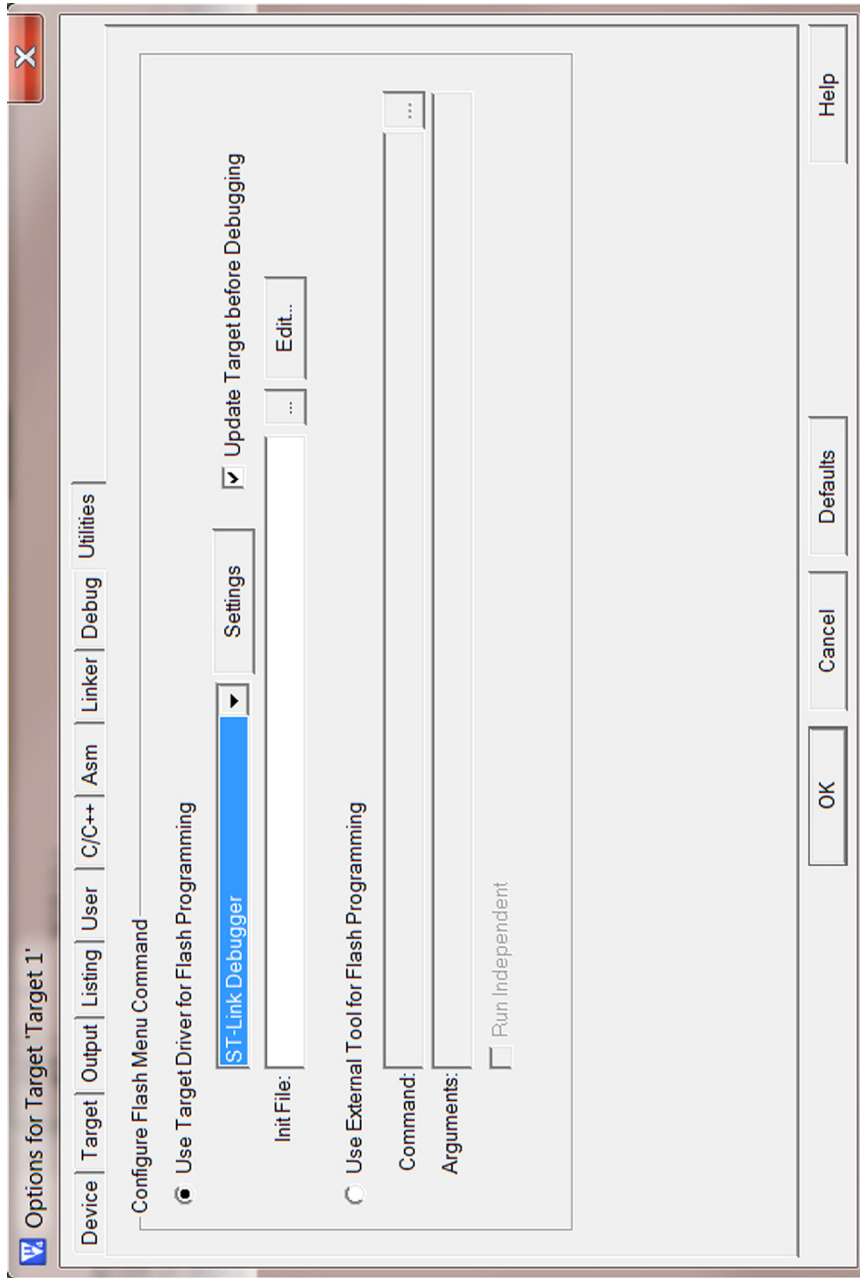 Options for Target 'Target 1'
Device Target Output Listing User C/C++ Asm Linker Debug Utilities
Configure Flash Menu Command
Use Target Driver for Flash Programming
ST-Link Debugger Settings Update Target before Debugging
Init File: ... Edit...
Use External Tool for Flash Programming
Command: ...
Arguments:
Run Independent
OK Cancel Defaults Help